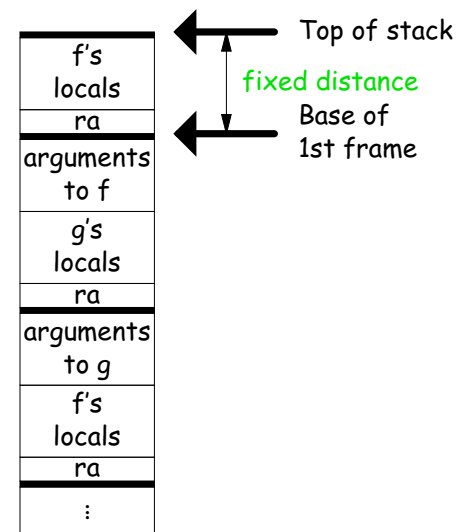 Top of stack
f's
locals
fixed distance
ra
Base of
1st frame
arguments
to f
g's
locals
ra
arguments
to g
f's
locals
ra
⋮